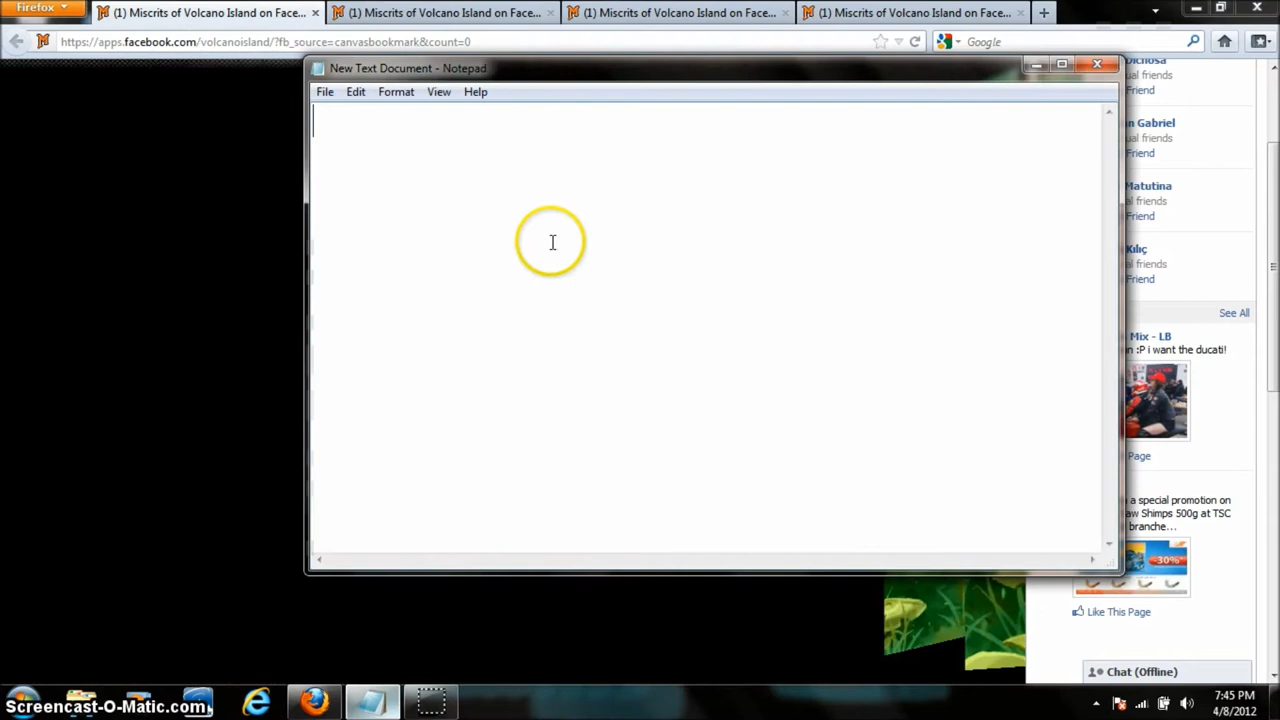 Firefox
(1) Miscrits of Volcano Island on Face...
(1) Miscrits of Volcano Island on Face...
(1) Miscrits of Volcano Island on Face...
(1) Miscrits of Volcano Island on Face...
https://apps.facebook.com/volcanoisland/?fb_source=canvasbookmark&count=0
Google
New Text Document - Notepad
File Edit Format View Help
Dichosa
ual friends
Friend
n Gabriel
ual friends
Friend
Matutina
al friends
Friend
Kılıç
al friends
Friend
See All
Mix - LB
n :P i want the ducati!
Page
a special promotion on
aw Shimps 500g at TSC
branche...
-30%*
Like This Page
Chat (Offline)
Screencast-O-Matic.com
7:45 PM
4/8/2012